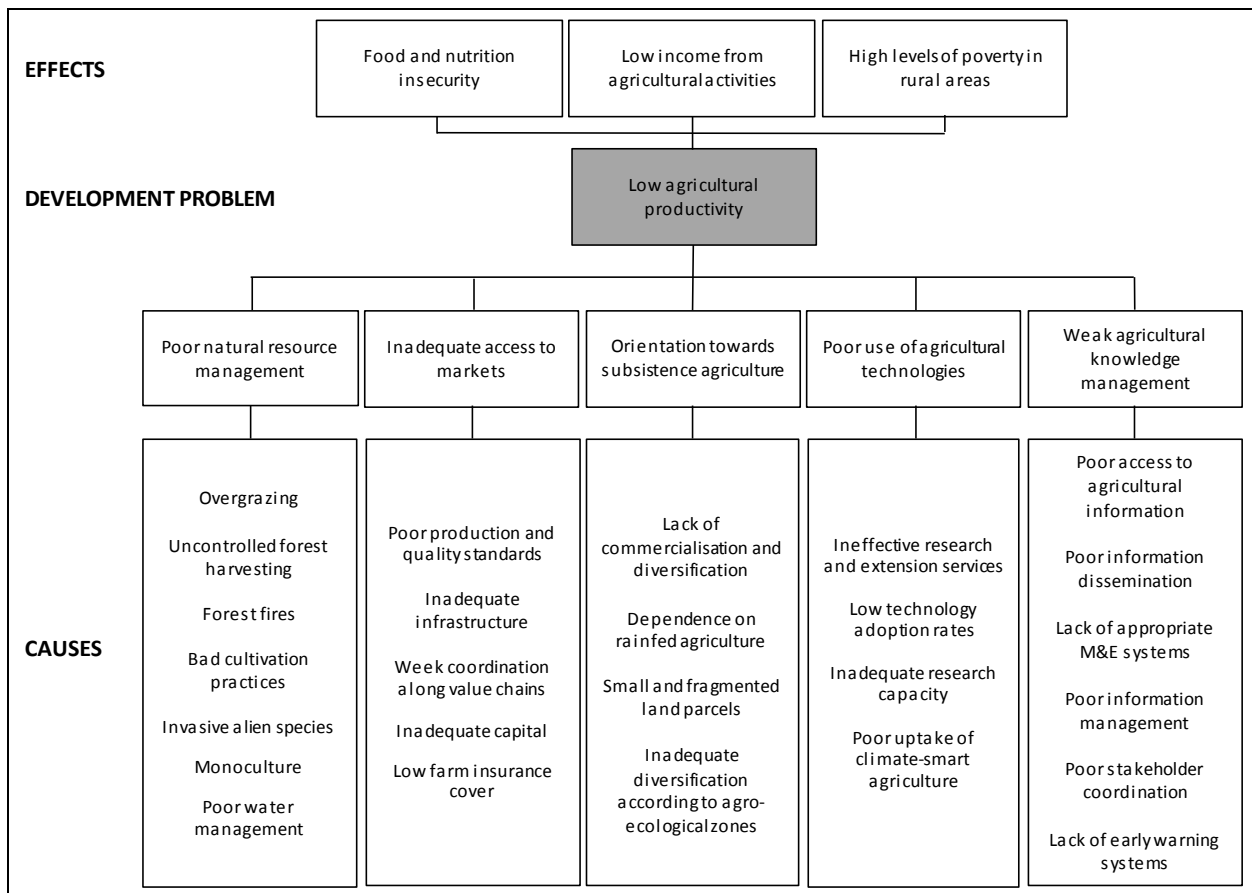 EFFECTS
Food and nutrition
insecurity
Low income from
agricultural activities
High levels of poverty in
rural areas
DEVELOPMENT PROBLEM
Low agricultural
productivity
Poor natural resource
management
Inadequate access to
markets
Orientation towards
subsistence agriculture
Poor use of agricultural
technologies
Weak agricultural
knowledge
management
CAUSES
Overgrazing
Uncontrolled forest
harvesting
Forest fires
Bad cultivation
practices
Invasive alien species
Monoculture
Poor water
management
Poor production and
quality standards
Inadequate
infrastructure
Week coordination
along value chains
Inadequate capital
Low farm insurance
cover
Lack of
commercialisation and
diversification
Dependence on
rainfed agriculture
Small and fragmented
land parcels
Inadequate
diversification
according to agro-
ecological zones
Ineffective research
and extension services
Low technology
adoption rates
Inadequate research
capacity
Poor uptake of
climate-smart
agriculture
Poor access to
agricultural
information
Poor information
dissemination
Lack of appropriate
M&E systems
Poor information
management
Poor stakeholder
coordination
Lack of early warning
systems